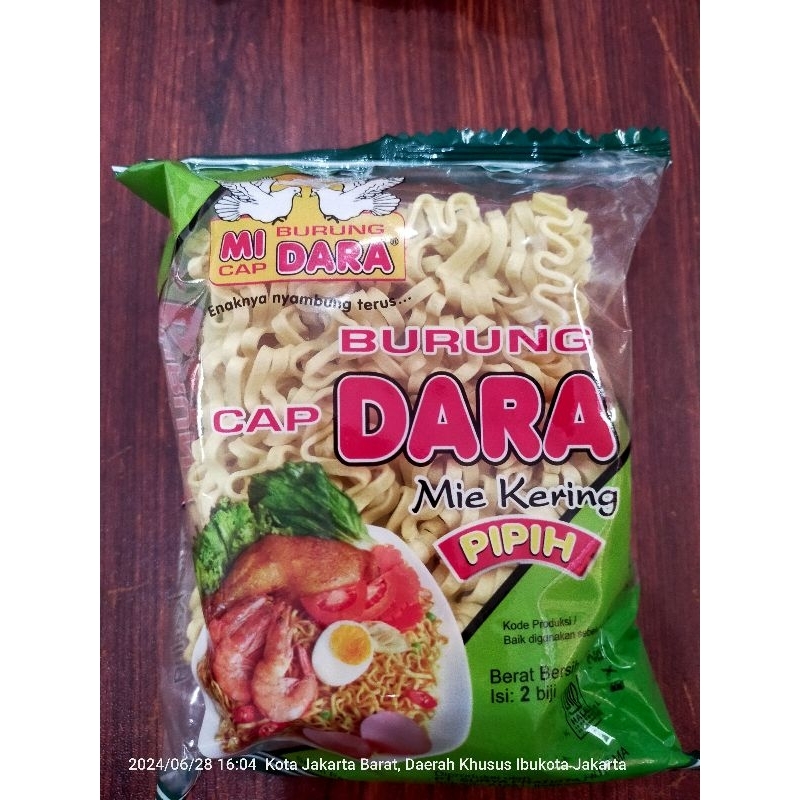 MI BURUNG
CAP DARA®
Enaknya nyambung terus...
BURUNG
CAP DARA
Mie Kering
PIPIH
Kode Produksi /
Baik digunakan
Berat Bersih
Isi: 2 biji
HALAL
2024/06/28 16:04 Kota Jakarta Barat, Daerah Khusus Ibukota Jakarta